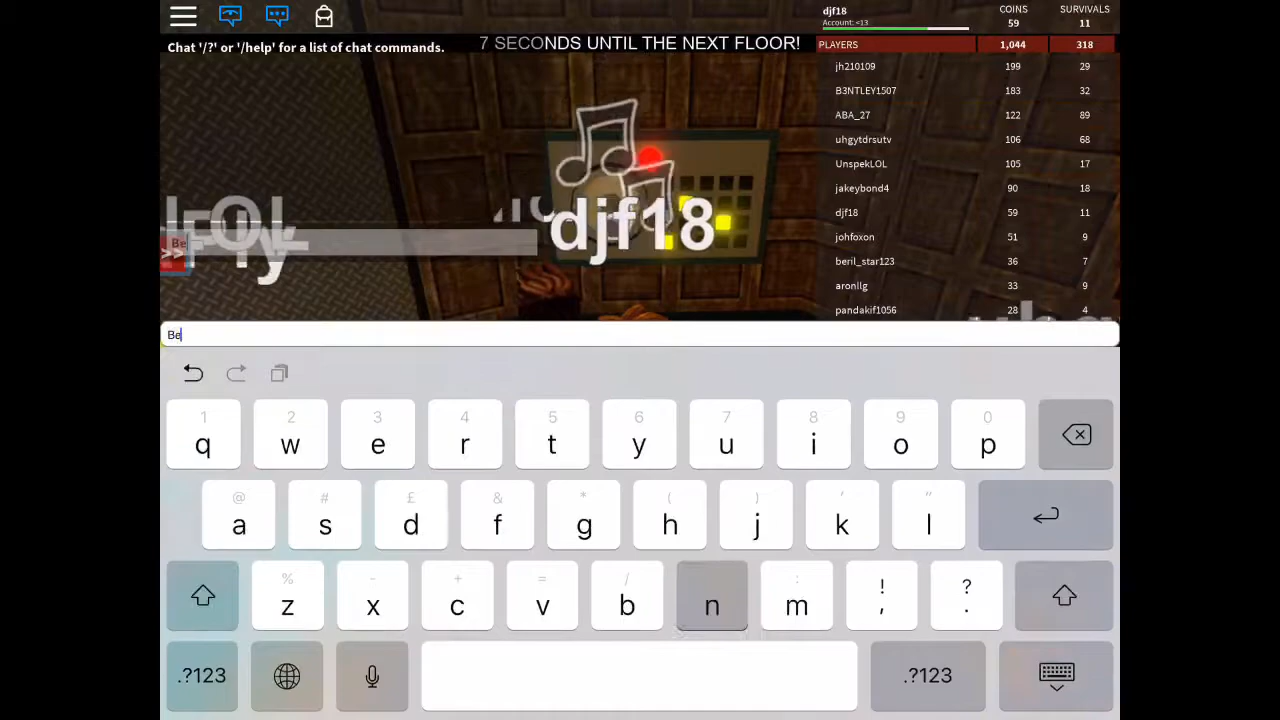 djf18
Account: <13
COINS
59
SURVIVALS
11
Chat '/?' or '/help' for a list of chat commands.
7 SECONDS UNTIL THE NEXT FLOOR!
PLAYERS 1,044 318
jh210109 199 29
B3NTLEY1507 183 32
ABA_27 122 89
uhgytdrsutv 106 68
UnspekLOL 105 17
jakeybond4 90 18
djf18 59 11
johfoxon 51 9
beril_star123 36 7
aronllg 33 9
pandakif1056 28 4
djf18
Be
>>
Be
1 2 3 4 5 6 7 8 9 0
q w e r t y u i o p
@ # £ & * ( ) ' "
a s d f g h j k l
% - + = / : ! ?
z x c v b n m , .
.?123 .?123